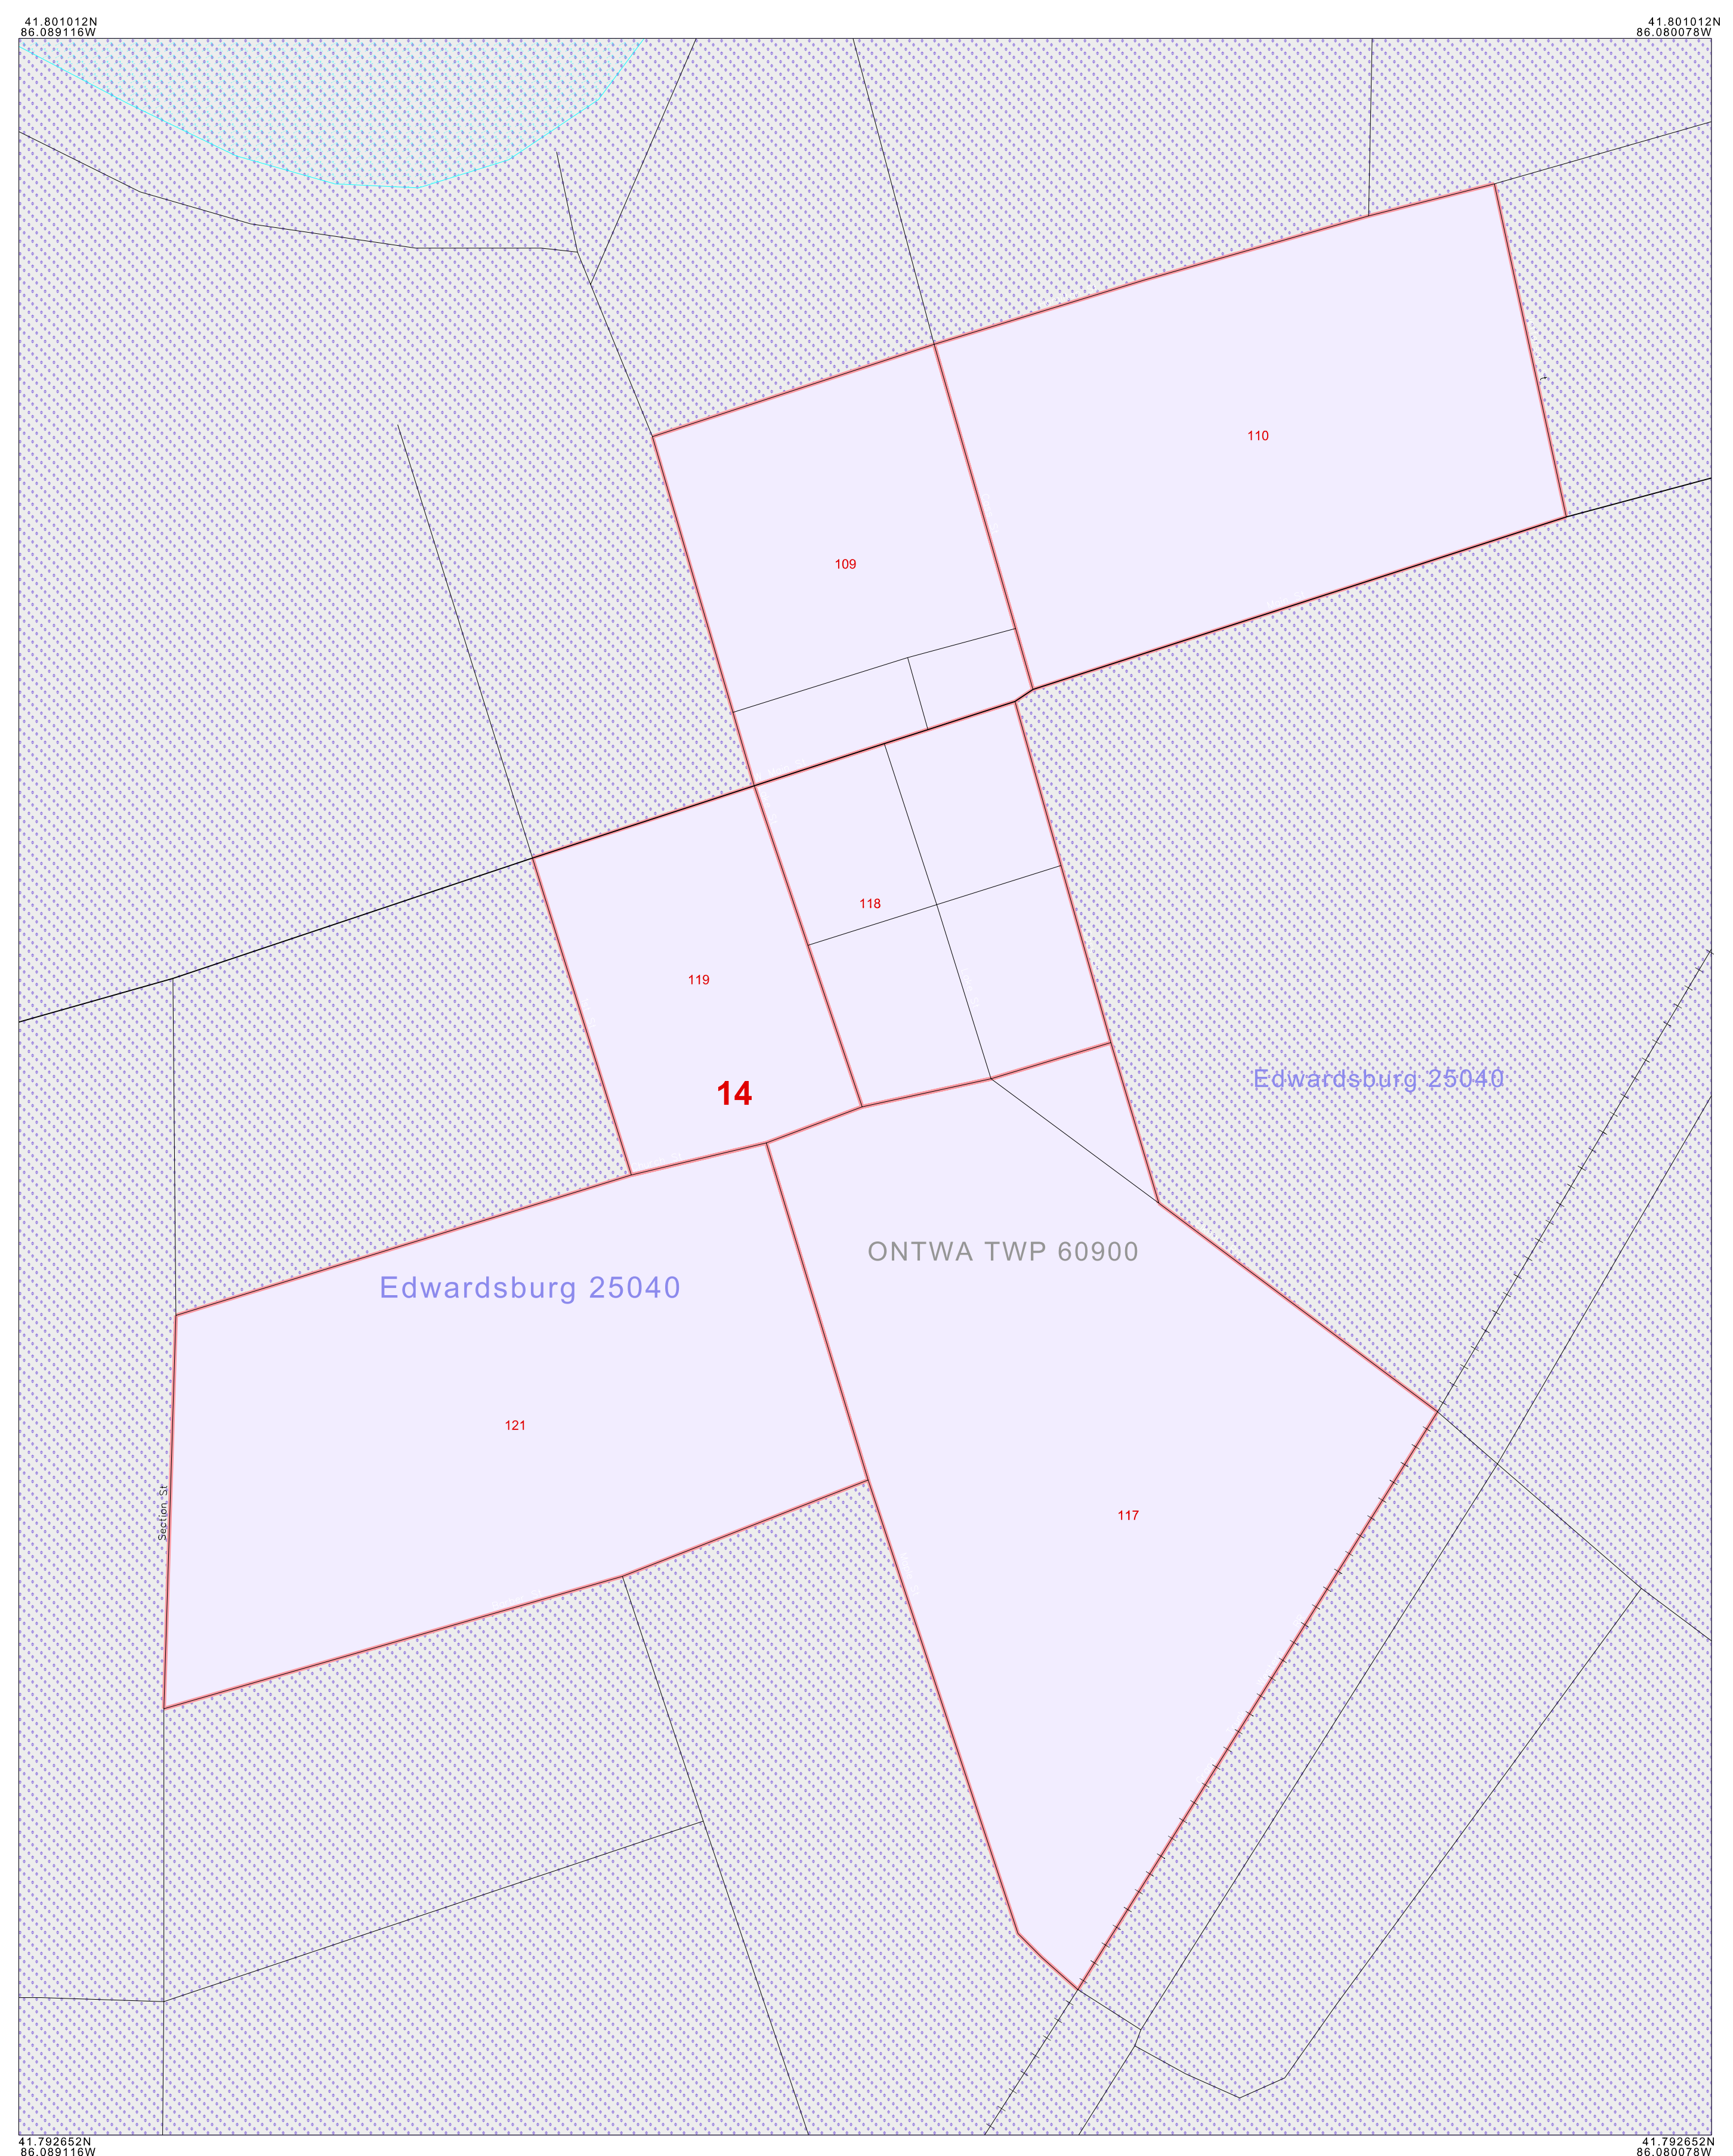 41.801012N
86.089116W
41.801012N
86.080078W
110
109
118
119
14
Edwardsburg 25040
ONTWA TWP 60900
Edwardsburg 25040
121
Section St
117
41.792652N
86.089116W
41.792652N
86.080078W